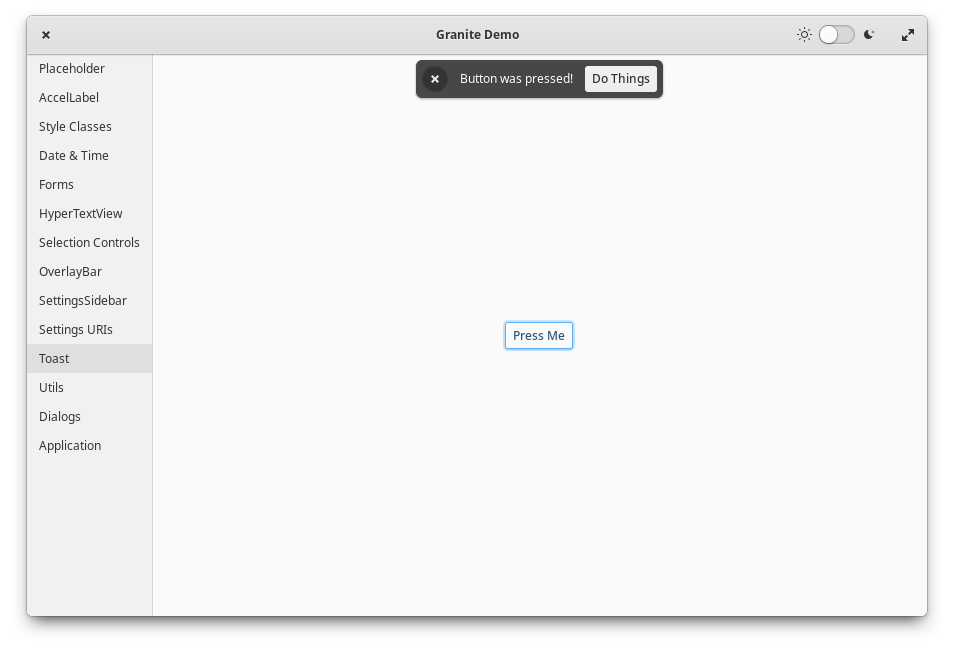 Granite Demo
Placeholder
AccelLabel
Style Classes
Date & Time
Forms
HyperTextView
Selection Controls
OverlayBar
SettingsSidebar
Settings URIs
Toast
Utils
Dialogs
Application
Button was pressed! Do Things
Press Me